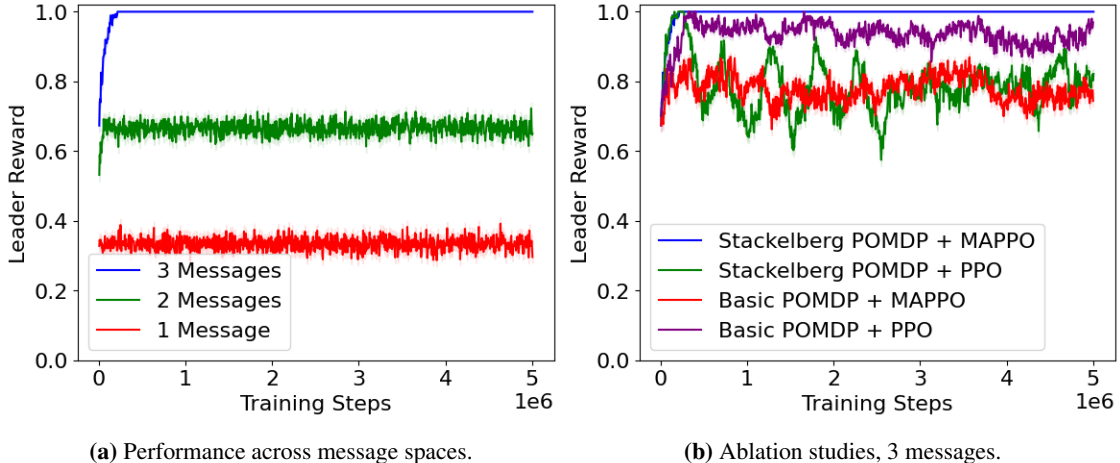 1.0
0.8
0.6
0.4
0.2
0.0
Leader Reward
3 Messages
2 Messages
1 Message
0 1 2 3 4 5
1e6
Training Steps
(a) Performance across message spaces.
1.0
0.8
0.6
0.4
0.2
0.0
Leader Reward
Stackelberg POMDP + MAPPO
Stackelberg POMDP + PPO
Basic POMDP + MAPPO
Basic POMDP + PPO
0 1 2 3 4 5
1e6
Training Steps
(b) Ablation studies, 3 messages.